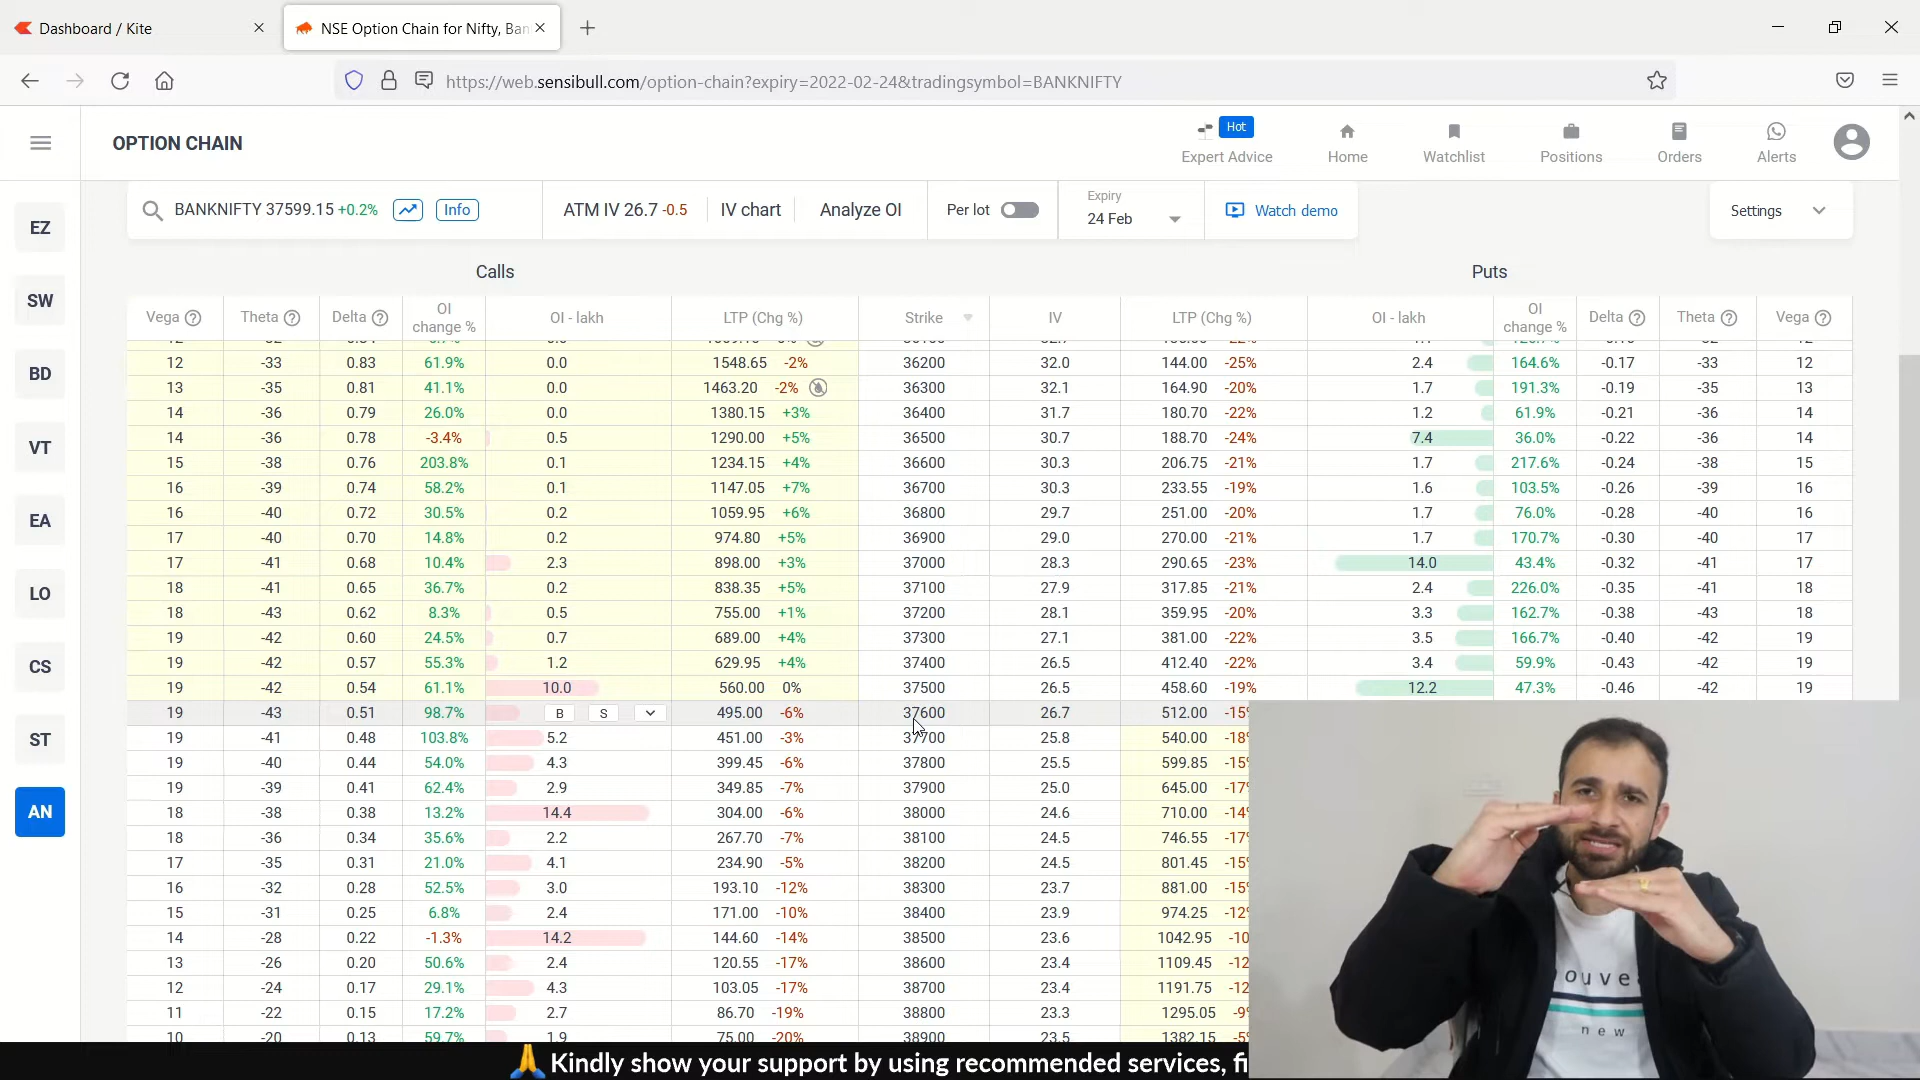 Dashboard / Kite
NSE Option Chain for Nifty, Ban
https://web.sensibull.com/option-chain?expiry=2022-02-24&tradingsymbol=BANKNIFTY
OPTION CHAIN
Hot
Expert Advice Home Watchlist Positions Orders Alerts
BANKNIFTY 37599.15 +0.2% Info ATM IV 26.7 -0.5 IV chart Analyze OI Per lot Expiry 24 Feb Watch demo Settings
EZ
SW
BD
VT
EA
LO
CS
ST
AN
Calls Puts
Vega Theta Delta OI change % OI - lakh LTP (Chg %) Strike IV LTP (Chg %) OI - lakh OI change % Delta Theta Vega
12 -33 0.83 61.9% 0.0 1548.65 -2% 36200 32.0 144.00 -25% 2.4 164.6% -0.17 -33 12
13 -35 0.81 41.1% 0.0 1463.20 -2% 36300 32.1 164.90 -20% 1.7 191.3% -0.19 -35 13
14 -36 0.79 26.0% 0.0 1380.15 +3% 36400 31.7 180.70 -22% 1.2 61.9% -0.21 -36 14
14 -36 0.78 -3.4% 0.5 1290.00 +5% 36500 30.7 188.70 -24% 7.4 36.0% -0.22 -36 14
15 -38 0.76 203.8% 0.1 1234.15 +4% 36600 30.3 206.75 -21% 1.7 217.6% -0.24 -38 15
16 -39 0.74 58.2% 0.1 1147.05 +7% 36700 30.3 233.55 -19% 1.6 103.5% -0.26 -39 16
16 -40 0.72 30.5% 0.2 1059.95 +6% 36800 29.7 251.00 -20% 1.7 76.0% -0.28 -40 16
17 -40 0.70 14.8% 0.2 974.80 +5% 36900 29.0 270.00 -21% 1.7 170.7% -0.30 -40 17
17 -41 0.68 10.4% 2.3 898.00 +3% 37000 28.3 290.65 -23% 14.0 43.4% -0.32 -41 17
18 -41 0.65 36.7% 0.2 838.35 +5% 37100 27.9 317.85 -21% 2.4 226.0% -0.35 -41 18
18 -43 0.62 8.3% 0.5 755.00 +1% 37200 28.1 359.95 -20% 3.3 162.7% -0.38 -43 18
19 -42 0.60 24.5% 0.7 689.00 +4% 37300 27.1 381.00 -22% 3.5 166.7% -0.40 -42 19
19 -42 0.57 55.3% 1.2 629.95 +4% 37400 26.5 412.40 -22% 3.4 59.9% -0.43 -42 19
19 -42 0.54 61.1% 10.0 560.00 0% 37500 26.5 458.60 -19% 12.2 47.3% -0.46 -42 19
19 -43 0.51 98.7% B S 495.00 -6% 37600 26.7 512.00 -15%
19 -41 0.48 103.8% 5.2 451.00 -3% 37700 25.8 540.00 -18%
19 -40 0.44 54.0% 4.3 399.45 -6% 37800 25.5 599.85 -15%
19 -39 0.41 62.4% 2.9 349.85 -7% 37900 25.0 645.00 -17%
18 -38 0.38 13.2% 14.4 304.00 -6% 38000 24.6 710.00 -14%
18 -36 0.34 35.6% 2.2 267.70 -7% 38100 24.5 746.55 -17%
17 -35 0.31 21.0% 4.1 234.90 -5% 38200 24.5 801.45 -15%
16 -32 0.28 52.5% 3.0 193.10 -12% 38300 23.7 881.00 -15%
15 -31 0.25 6.8% 2.4 171.00 -10% 38400 23.9 974.25 -12%
14 -28 0.22 -1.3% 14.2 144.60 -14% 38500 23.6 1042.95 -10
13 -26 0.20 50.6% 2.4 120.55 -17% 38600 23.4 1109.45 -12
12 -24 0.17 29.1% 4.3 103.05 -17% 38700 23.4 1191.75 -12
11 -22 0.15 17.2% 2.7 86.70 -19% 38800 23.3 1295.05 -9%
10 -20 0.13 59.7% 1.9 75.00 -20% 38900 23.5 1382.15
ouve
new
🙏 Kindly show your support by using recommended services, fi